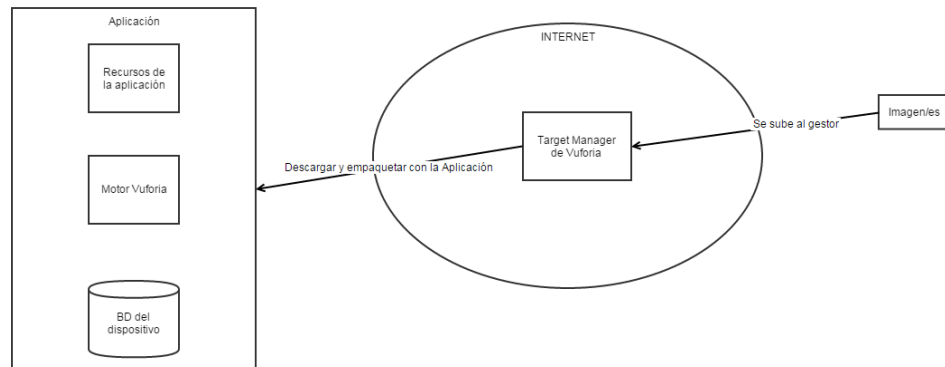 Aplicación
Recursos de
la aplicación
Motor Vuforia
BD del
dispositivo
INTERNET
Target Manager
de Vuforia
Descargar y empaquetar con la Aplicación
Se sube al gestor
Imagen/es